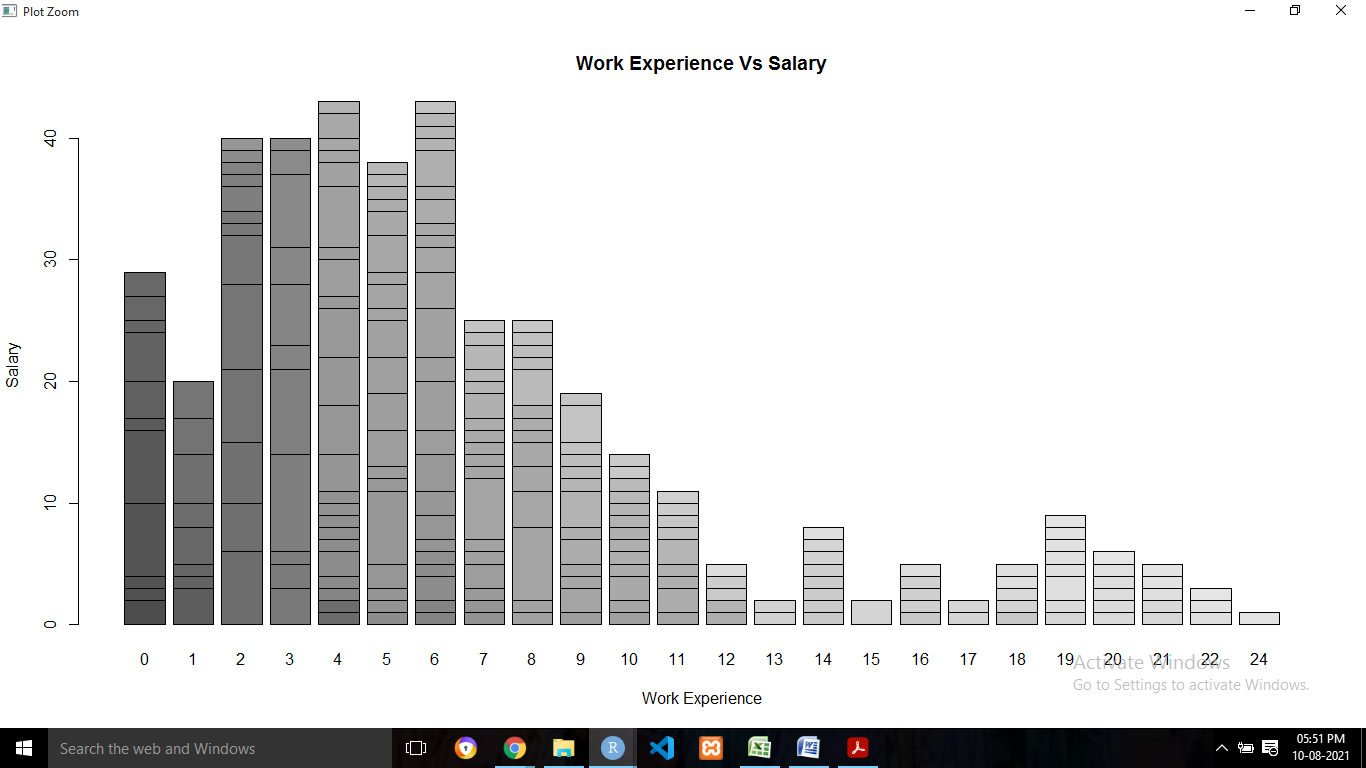 Plot Zoom
Work Experience Vs Salary
40
30
20
10
0
Salary
0 1 2 3 4 5 6 7 8 9 10 11 12 13 14 15 16 17 18 19 20 21 22 24
Work Experience
Activate Windows
Go to Settings to activate Windows.
Search the web and Windows
R
W
05:51 PM
10-08-2021